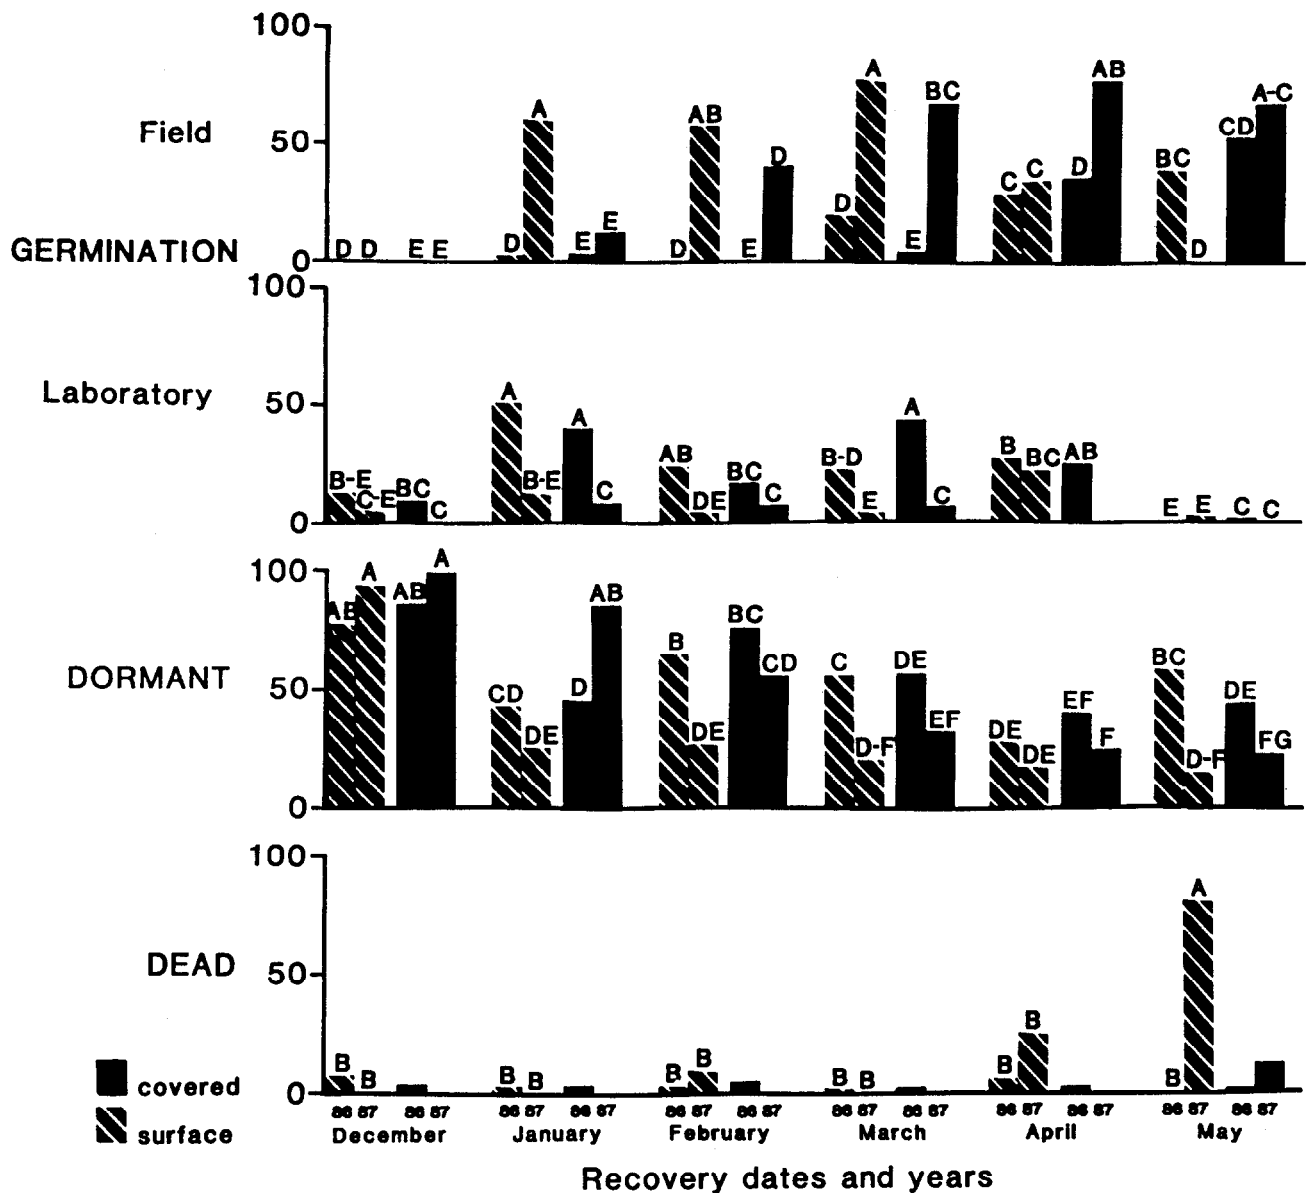 100
A
AB
A
BC
AB
A-C
CD
Field
50
D
C C
D
BC
D
E
E
GERMINATION
D D
E E
D
E
D
E
D
0
100
Laboratory
50
A
A
A
B-E
C-E
BC
C
B-E
C
AB
DE
BC
C
B-D
E
C
B
BC
AB
E
E
C
C
0
100
DORMANT
50
AB
A
AB
A
CD
DE
D
AB
B
DE
BC
CD
C
D-F
DE
EF
DE
DE
EF
F
BC
D-F
DE
FG
0
100
DEAD
50
B
B
B
B
B
B
B
B
B
B
B
A
0
covered
surface
86 87 86 87 86 87 86 87 86 87 86 87 86 87 86 87 86 87 86 87 86 87 86 87
December January February March April May
Recovery dates and years